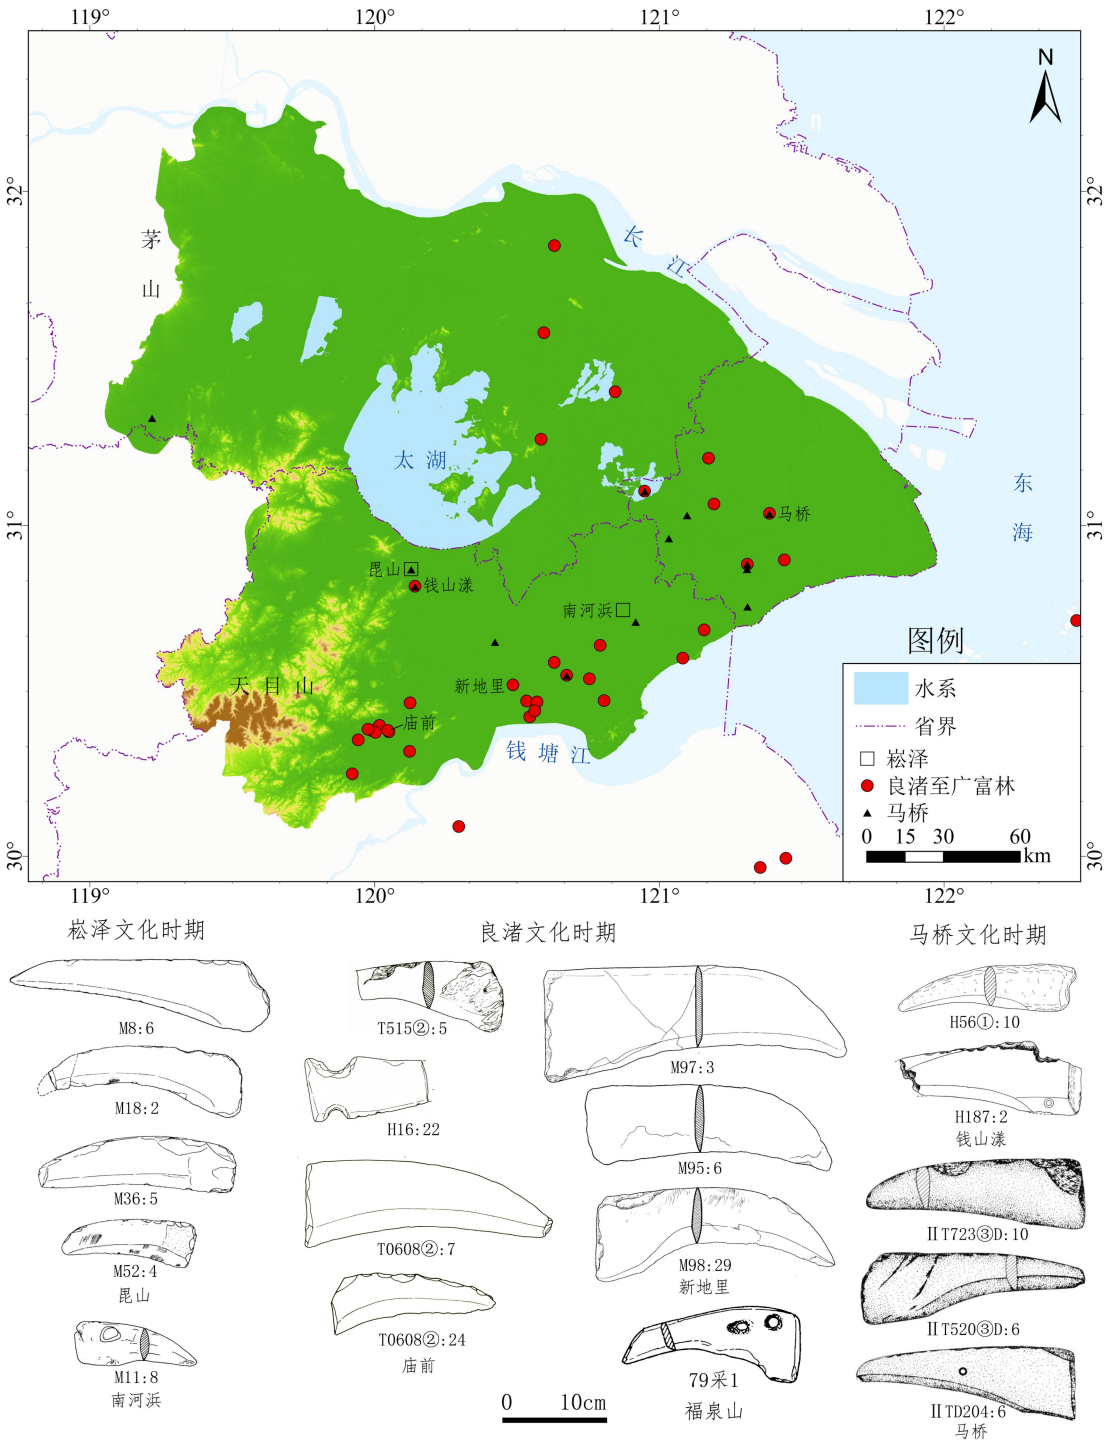 119°
120°
121°
122°
N
32°
32°
茅山
长江
太湖
东海
31°
31°
马桥
昆山
钱山漾
南河浜
图例
天目山
新地里
水系
庙前
省界
钱塘江
崧泽
良渚至广富林
马桥
0 15 30 60
km
30°
30°
119°
120°
121°
122°
崧泽文化时期
良渚文化时期
马桥文化时期
M8:6
M18:2
M36:5
M52:4
昆山
M11:8
南河浜
T515②:5
H16:22
T0608②:7
T0608②:24
庙前
M97:3
M95:6
M98:29
新地里
79采1
福泉山
0 10cm
H56①:10
H187:2
钱山漾
ⅡT723③D:10
ⅡT520③D:6
ⅡTD204:6
马桥